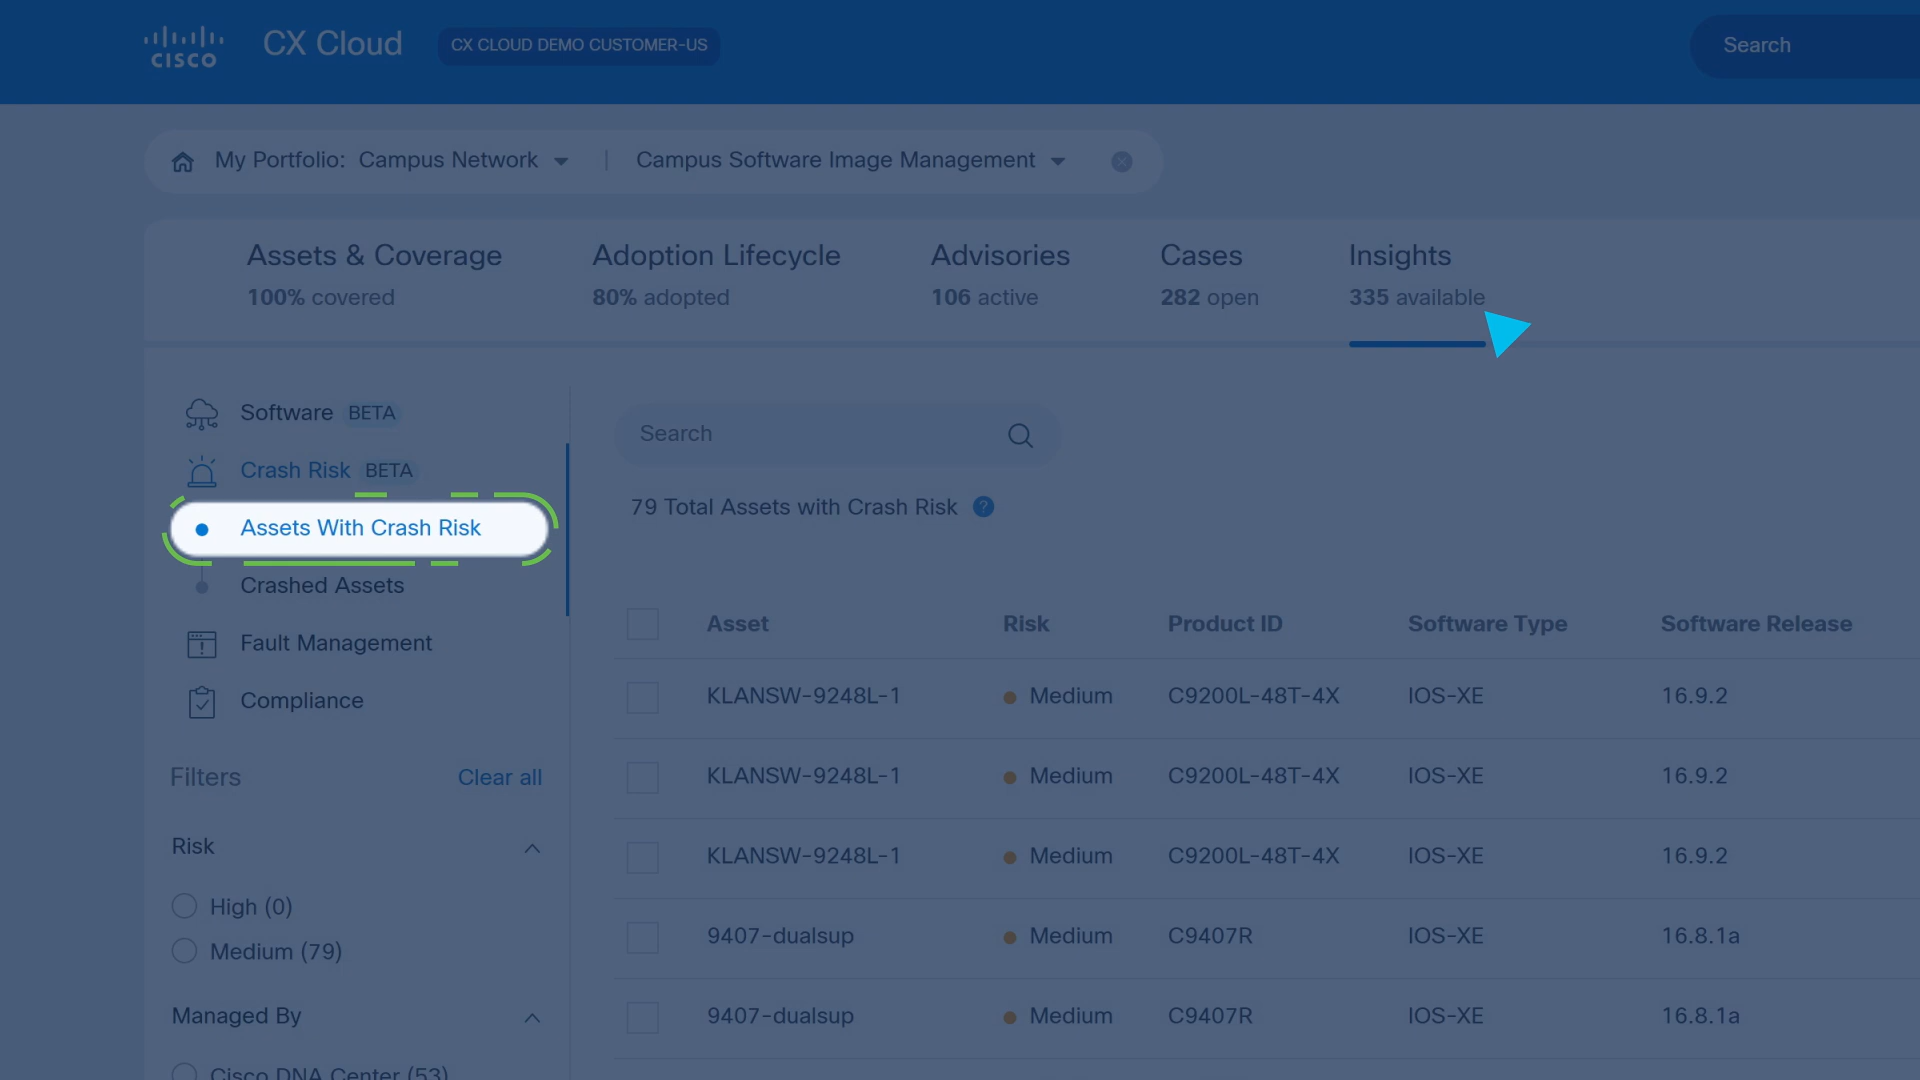 CISCO
CX Cloud
CX CLOUD DEMO CUSTOMER-US
Search
My Portfolio: Campus Network
Campus Software Image Management
Assets & Coverage
100% covered
Adoption Lifecycle
80% adopted
Advisories
106 active
Cases
282 open
Insights
335 available
Software BETA
Crash Risk BETA
Assets With Crash Risk
Crashed Assets
Fault Management
Compliance
Filters
Clear all
Risk
High (0)
Medium (79)
Managed By
Cisco DNA Center (53)
Search
79 Total Assets with Crash Risk ?
Asset Risk Product ID Software Type Software Release
KLANSW-9248L-1 Medium C9200L-48T-4X IOS-XE 16.9.2
KLANSW-9248L-1 Medium C9200L-48T-4X IOS-XE 16.9.2
KLANSW-9248L-1 Medium C9200L-48T-4X IOS-XE 16.9.2
9407-dualsup Medium C9407R IOS-XE 16.8.1a
9407-dualsup Medium C9407R IOS-XE 16.8.1a